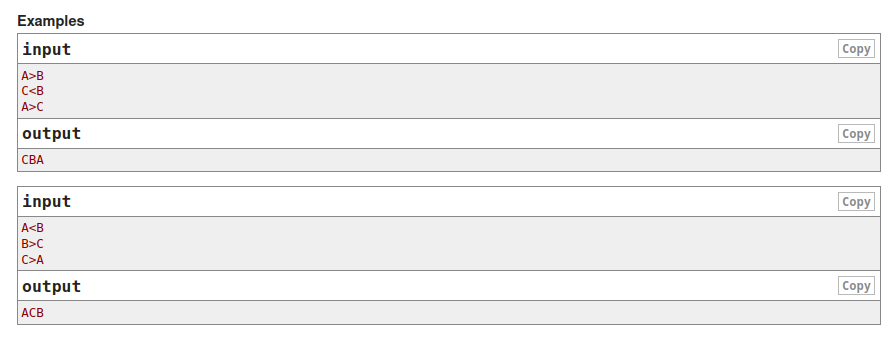 Examples
input
Copy
A>B
C<B
A>C
output
Copy
CBA
input
Copy
A<B
B>C
C>A
output
Copy
ACB